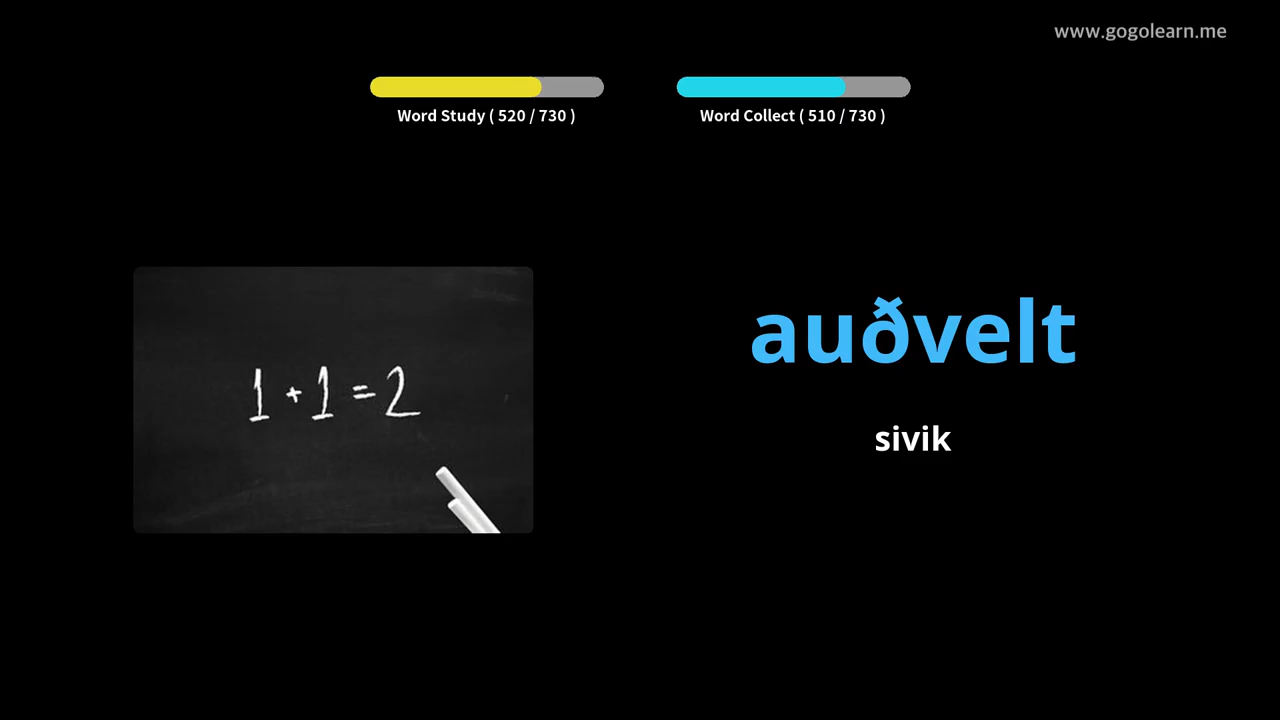 www.gogolearn.me
Word Study ( 520 / 730 )
Word Collect ( 510 / 730 )
1 + 1 = 2
auðvelt
sivik